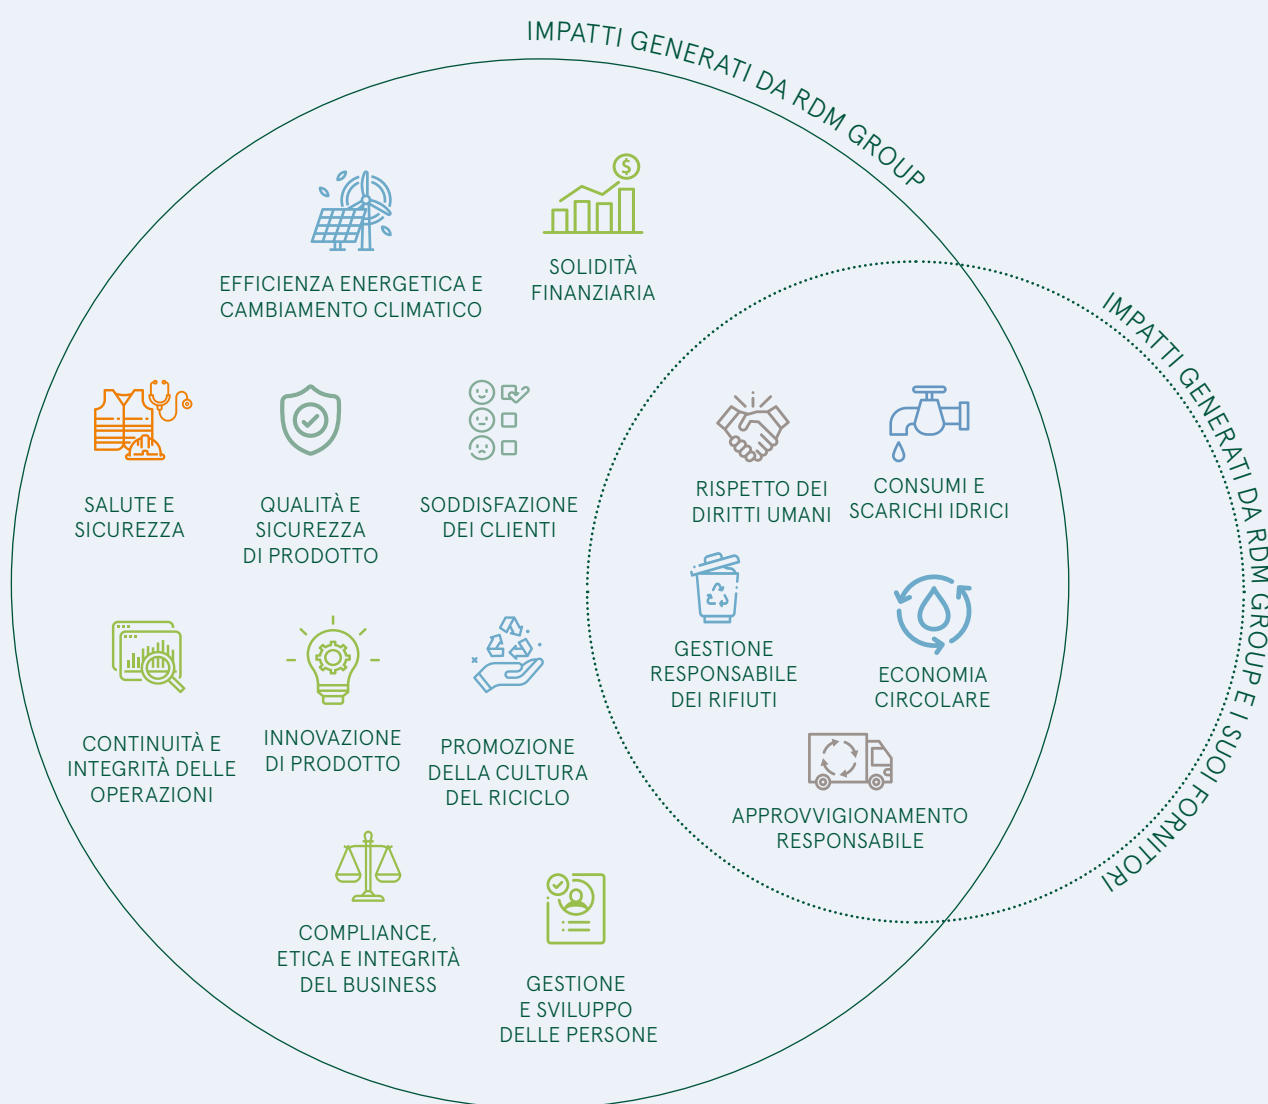 IMPATTI GENERATI DA RDM GROUP
IMPATTI GENERATI DA RDM GROUP E I SUOI FORNITORI
EFFICIENZA ENERGETICA E
CAMBIAMENTO CLIMATICO
SOLIDITÀ
FINANZIARIA
SALUTE E
SICUREZZA
QUALITÀ E
SICUREZZA
DI PRODOTTO
SODDISFAZIONE
DEI CLIENTI
RISPETTO DEI
DIRITTI UMANI
CONSUMI E
SCARICHI IDRICI
GESTIONE
RESPONSABILE
DEI RIFIUTI
ECONOMIA
CIRCOLARE
CONTINUITÀ E
INTEGRITÀ DELLE
OPERAZIONI
INNOVAZIONE
DI PRODOTTO
PROMOZIONE
DELLA CULTURA
DEL RICICLO
APPROVVIGIONAMENTO
RESPONSABILE
COMPLIANCE,
ETICA E INTEGRITÀ
DEL BUSINESS
GESTIONE
E SVILUPPO
DELLE PERSONE